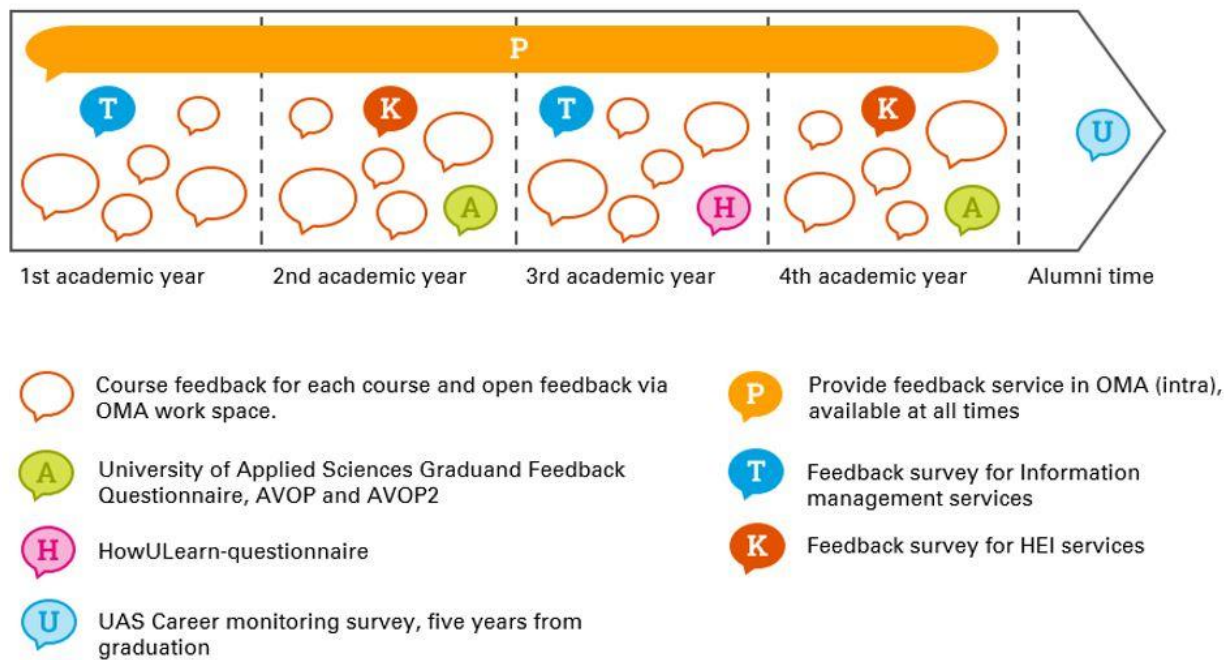 P
T
K
T
K
U
A
H
A
1st academic year
2nd academic year
3rd academic year
4th academic year
Alumni time
Course feedback for each course and open feedback via
OMA work space.
A
University of Applied Sciences Graduand Feedback
Questionnaire, AVOP and AVOP2
H
HowULearn-questionnaire
U
UAS Career monitoring survey, five years from
graduation
P
Provide feedback service in OMA (intra),
available at all times
T
Feedback survey for Information
management services
K
Feedback survey for HEI services